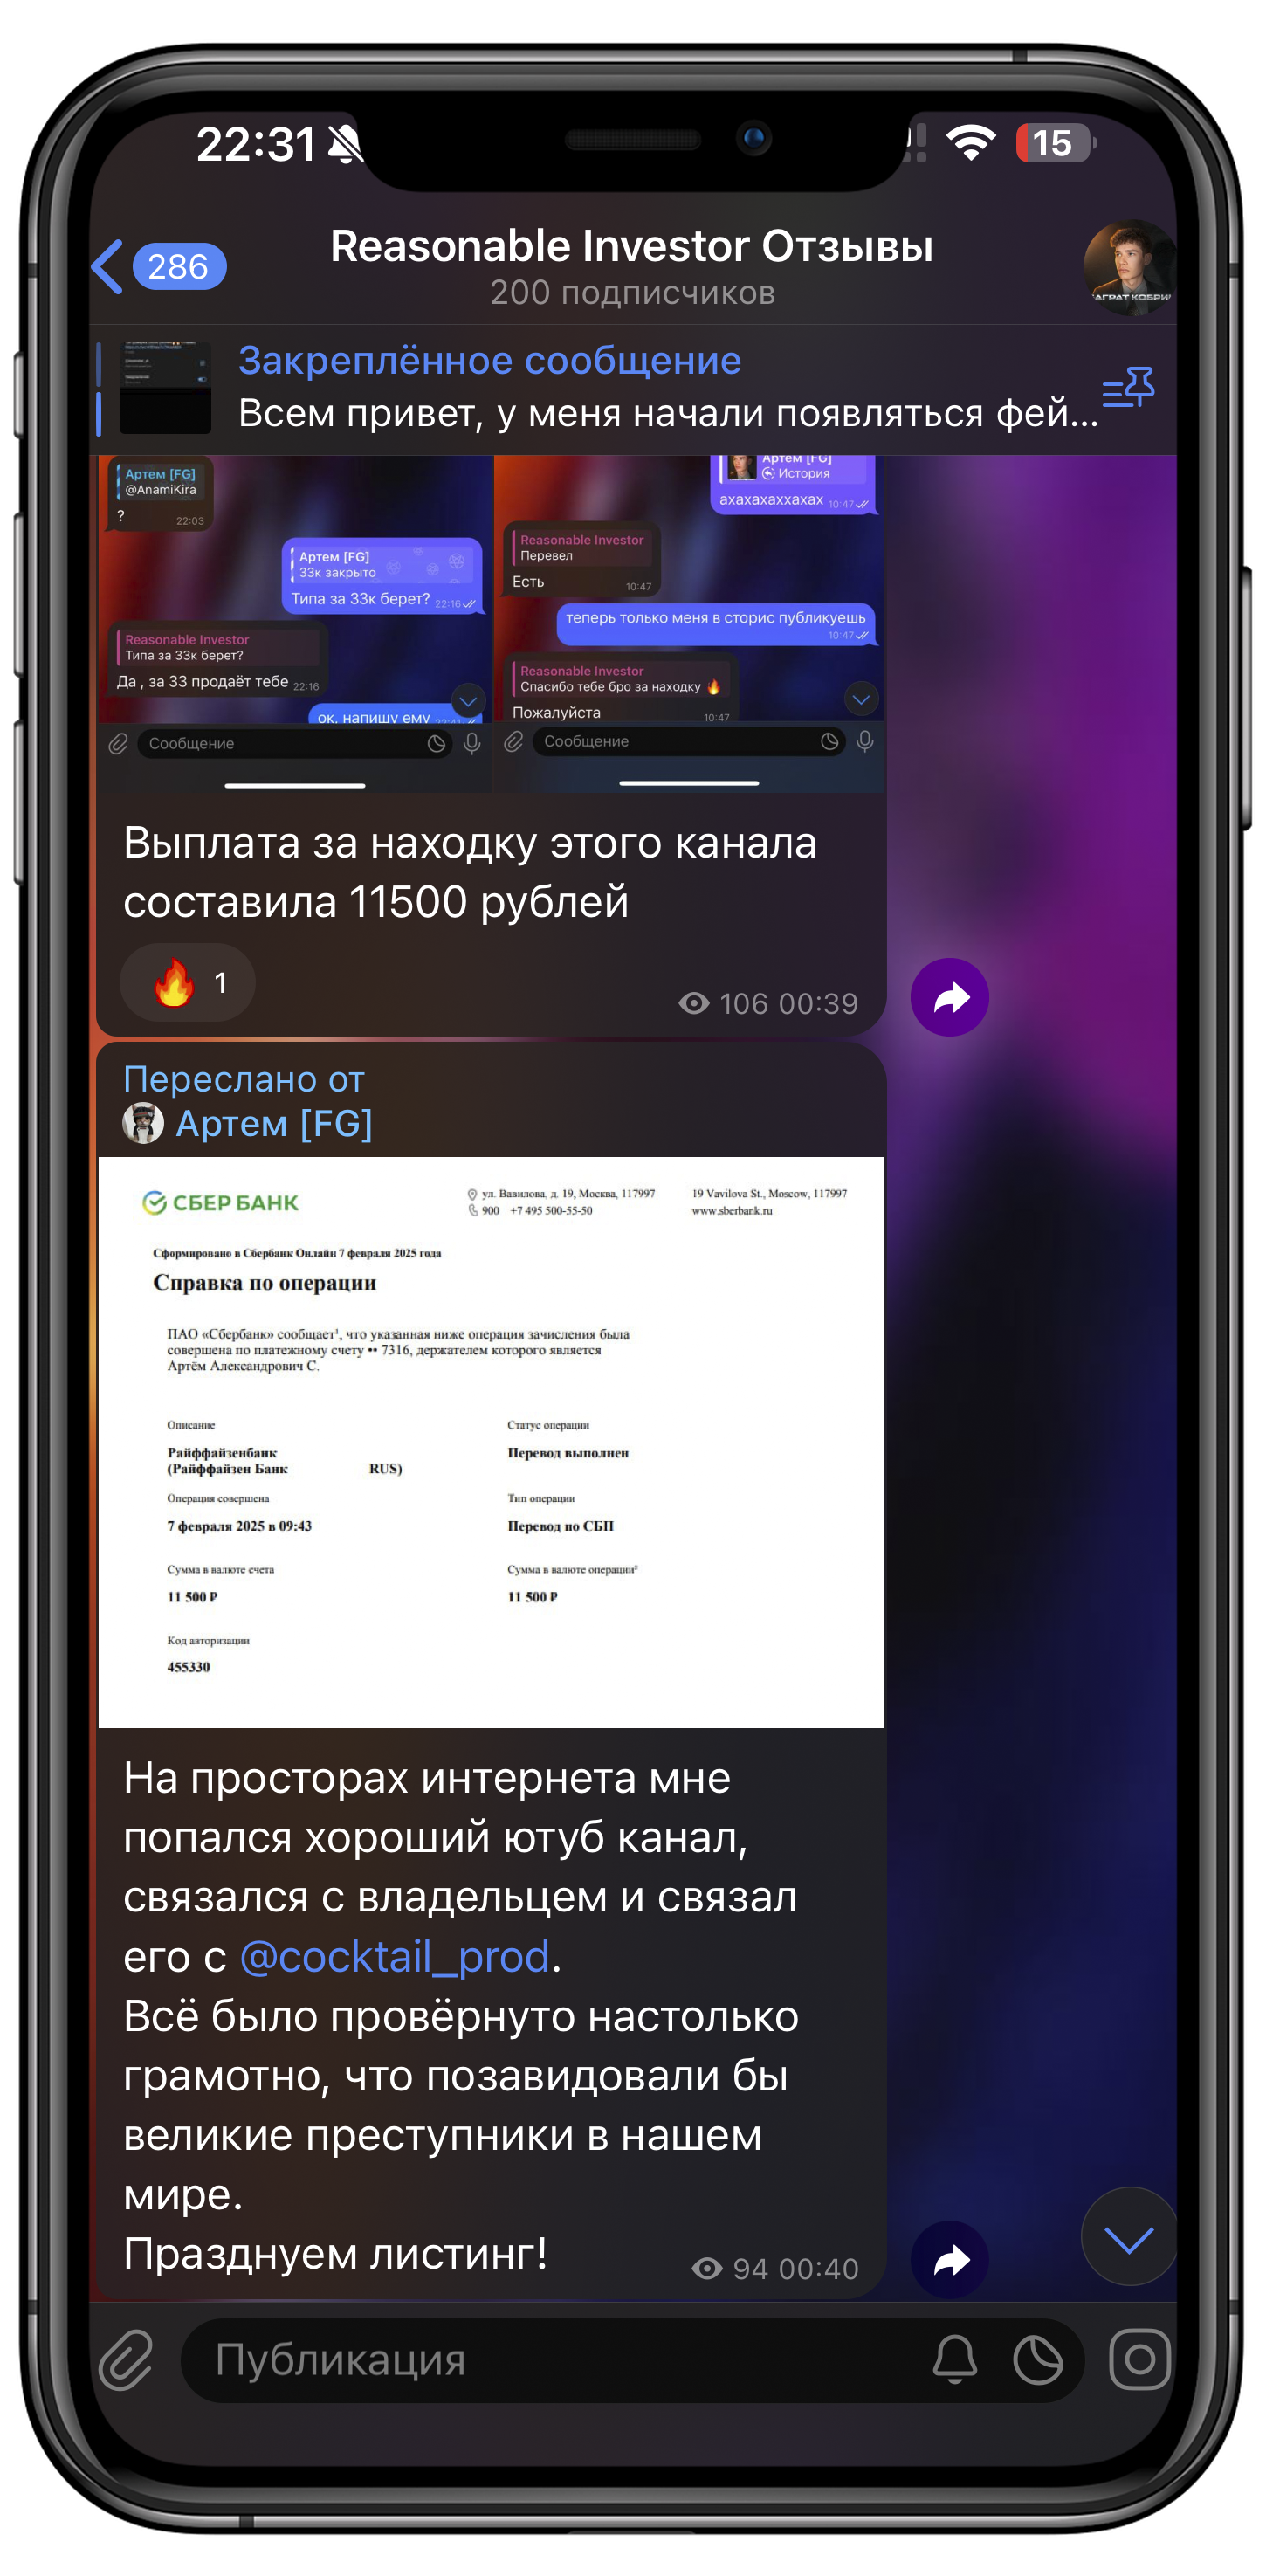 22:31
15
286
Reasonable Investor Отзывы
200 подписчиков
АГРАТ КОБРИ
Закреплённое сообщение
Всем привет, у меня начали появляться фей...
Артем [FG]
@AnamiKira
?
22:03
Артем [FG]
33к закрыто
Типа за 33к берет? 22:16
Reasonable Investor
Типа за 33к берет?
Да , за 33 продаёт тебе 22:16
ок, напишу ему 22:41
Сообщение
Артем [FG]
История
ахахахаххахах 10:47
Reasonable Investor
Перевел
Есть 10:47
теперь только меня в сторис публикуешь
10:47
Reasonable Investor
Спасибо тебе бро за находку 🔥
Пожалуйста 10:47
Сообщение
Выплата за находку этого канала
составила 11500 рублей
🔥 1
106 00:39
Переслано от
Артем [FG]
СБЕР БАНК
ул. Вавилова, д. 19, Москва, 117997
900 +7 495 500-55-50
19 Vavilova St., Moscow, 117997
www.sberbank.ru
Сформировано в Сбербанк Онлайн 7 февраля 2025 года
Справка по операции
ПАО «Сбербанк» сообщает¹, что указанная ниже операция зачисления была
совершена по платежному счету •• 7316, держателем которого является
Артём Александрович С.
Описание
Райффайзенбанк
(Райффайзен Банк RUS)
Статус операции
Перевод выполнен
Операция совершена
7 февраля 2025 в 09:43
Тип операции
Перевод по СБП
Сумма в валюте счета
11 500 ₽
Сумма в валюте операции²
11 500 ₽
Код авторизации
455330
На просторах интернета мне
попался хороший ютуб канал,
связался с владельцем и связал
его с @cocktail_prod.
Всё было провёрнуто настолько
грамотно, что позавидовали бы
великие преступники в нашем
мире.
Празднуем листинг!
94 00:40
Публикация